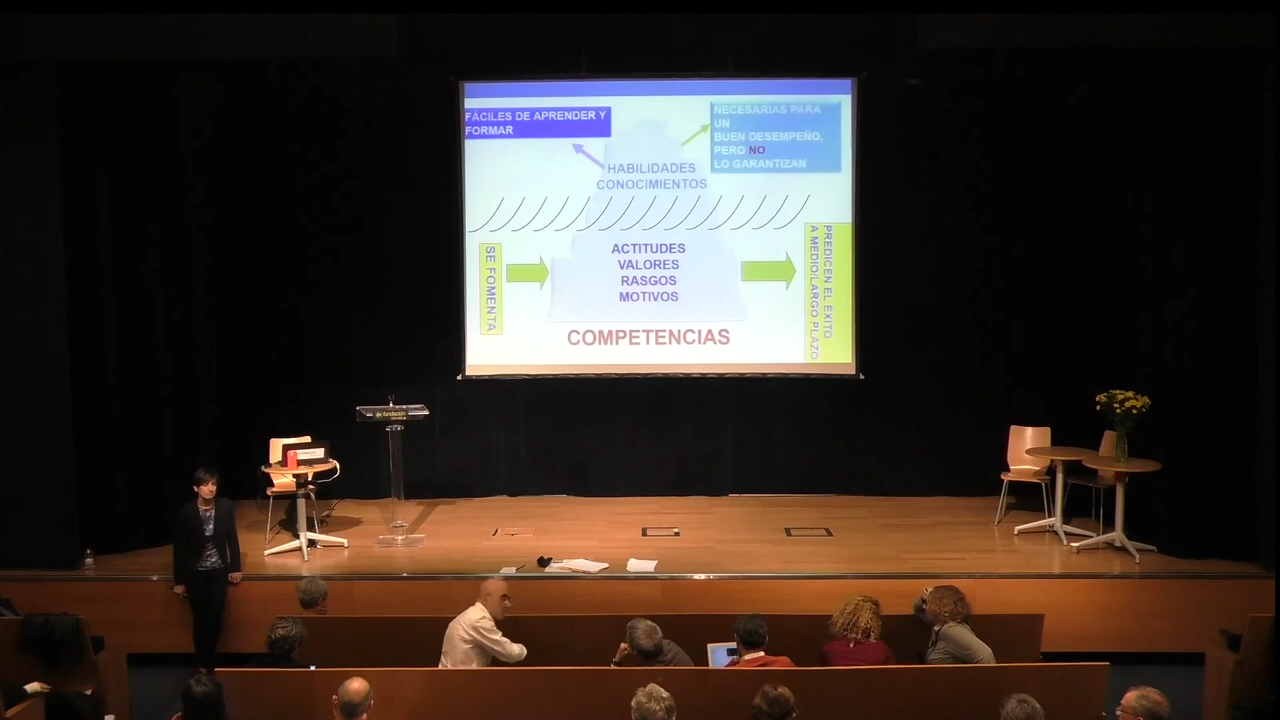 FÁCILES DE APRENDER Y
FORMAR
NECESARIAS PARA
UN
BUEN DESEMPEÑO,
PERO NO
LO GARANTIZAN
HABILIDADES
CONOCIMIENTOS
SE FOMENTA
ACTITUDES
VALORES
RASGOS
MOTIVOS
PREDICEN EL ÉXITO
A MEDIO/LARGO PLAZO
COMPETENCIAS
fundación